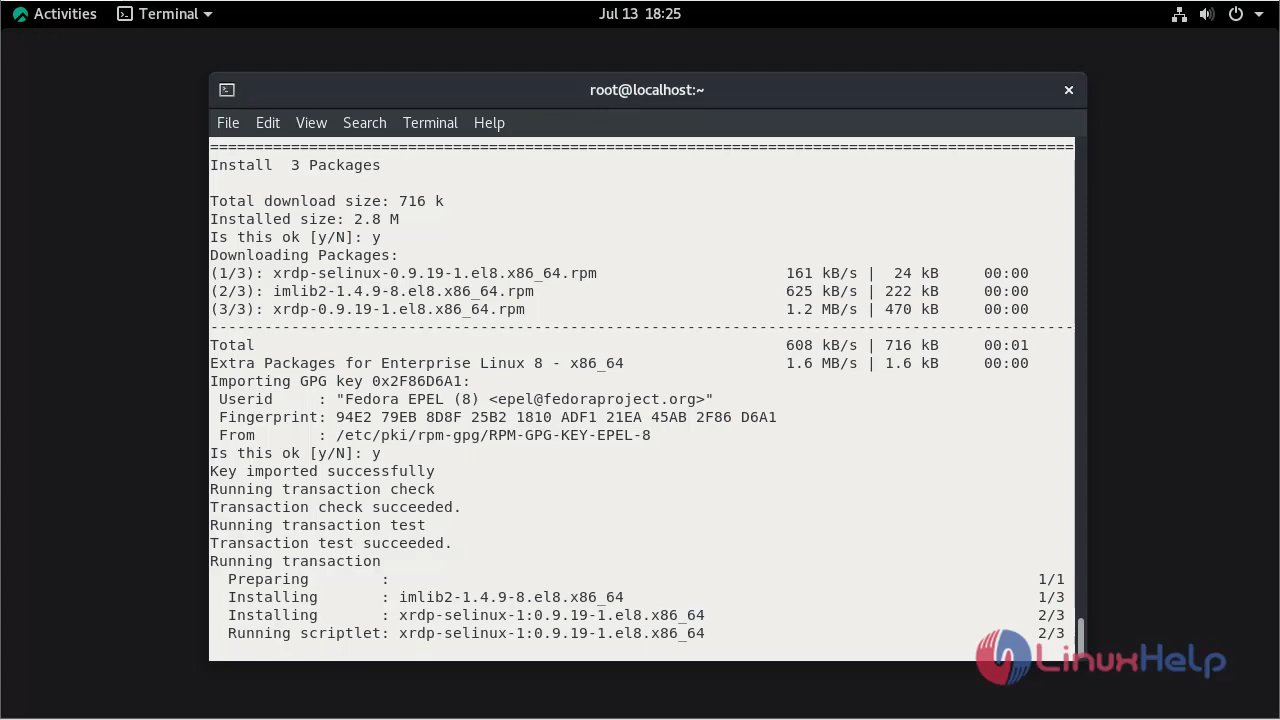 Activities Terminal Jul 13 18:25
root@localhost:~
File Edit View Search Terminal Help
================================================================================================
Install  3 Packages
Total download size: 716 k
Installed size: 2.8 M
Is this ok [y/N]: y
Downloading Packages:
(1/3): xrdp-selinux-0.9.19-1.el8.x86_64.rpm                     161 kB/s |  24 kB     00:00
(2/3): imlib2-1.4.9-8.el8.x86_64.rpm                            625 kB/s | 222 kB     00:00
(3/3): xrdp-0.9.19-1.el8.x86_64.rpm                             1.2 MB/s | 470 kB     00:00
------------------------------------------------------------------------------------------------
Total                                                           608 kB/s | 716 kB     00:01
Extra Packages for Enterprise Linux 8 - x86_64                  1.6 MB/s | 1.6 kB     00:00
Importing GPG key 0x2F86D6A1:
 Userid     : "Fedora EPEL (8) <epel@fedoraproject.org>"
 Fingerprint: 94E2 79EB 8D8F 25B2 1810 ADF1 21EA 45AB 2F86 D6A1
 From       : /etc/pki/rpm-gpg/RPM-GPG-KEY-EPEL-8
Is this ok [y/N]: y
Key imported successfully
Running transaction check
Transaction check succeeded.
Running transaction test
Transaction test succeeded.
Running transaction
  Preparing        :                                                                        1/1
  Installing       : imlib2-1.4.9-8.el8.x86_64                                              1/3
  Installing       : xrdp-selinux-1:0.9.19-1.el8.x86_64                                     2/3
  Running scriptlet: xrdp-selinux-1:0.9.19-1.el8.x86_64                                     2/3
LinuxHelp